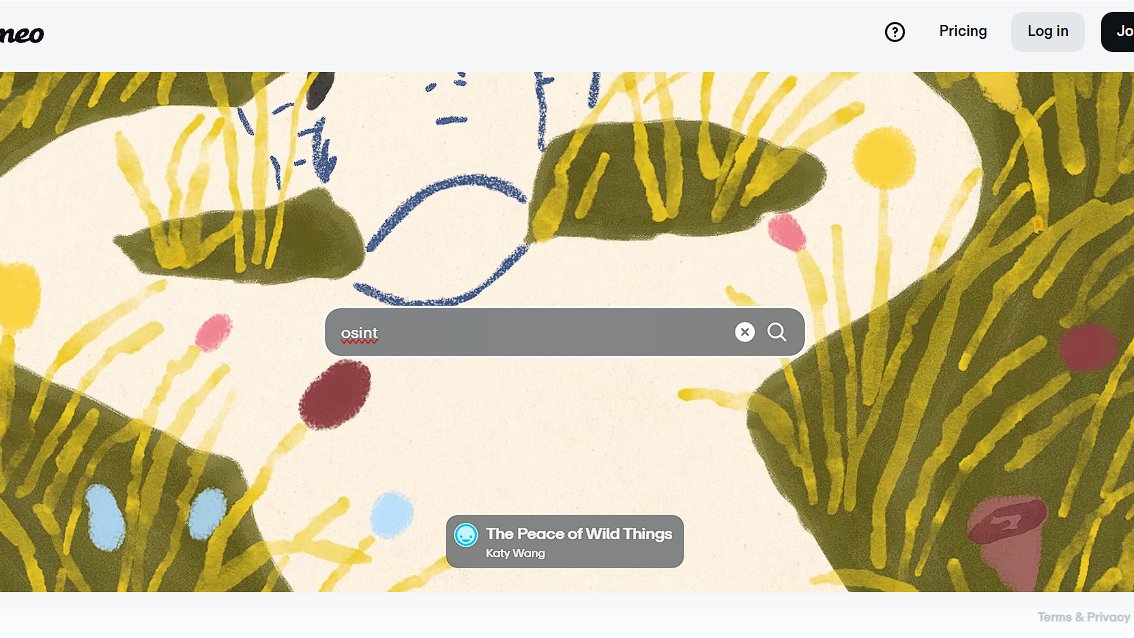 neo
Pricing
Log in
Jo
osint
The Peace of Wild Things
Katy Wang
Terms & Privacy